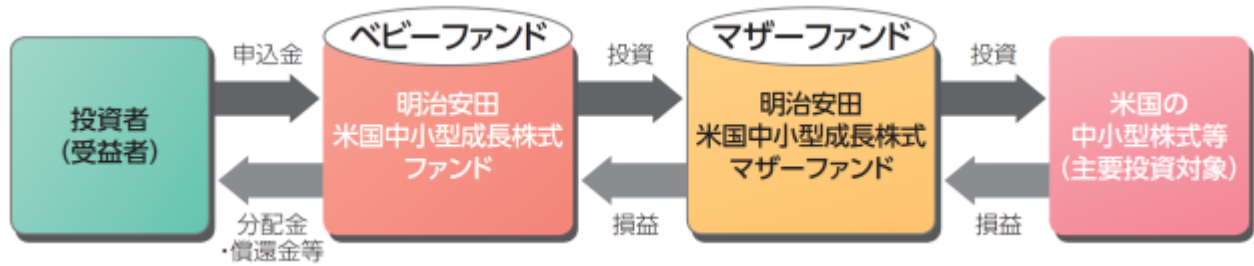 ベビーファンド
マザーファンド
申込金
投資
投資
投資者
(受益者)
明治安田
米国中小型成長株式
ファンド
明治安田
米国中小型成長株式
マザーファンド
米国の
中小型株式等
(主要投資対象)
分配金
・償還金等
損益
損益